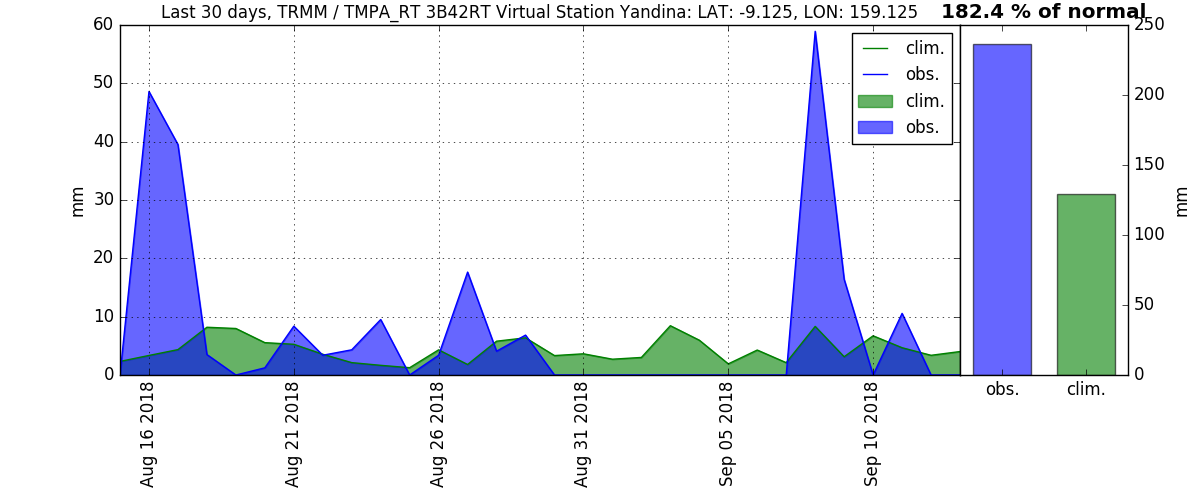 Last 30 days, TRMM / TMPA_RT 3B42RT Virtual Station Yandina: LAT: -9.125, LON: 159.125
182.4 % of normal
60
50
40
30
20
10
0
mm
clim.
obs.
clim.
obs.
250
200
150
100
50
0
mm
Aug 16 2018
Aug 21 2018
Aug 26 2018
Aug 31 2018
Sep 05 2018
Sep 10 2018
obs.
clim.